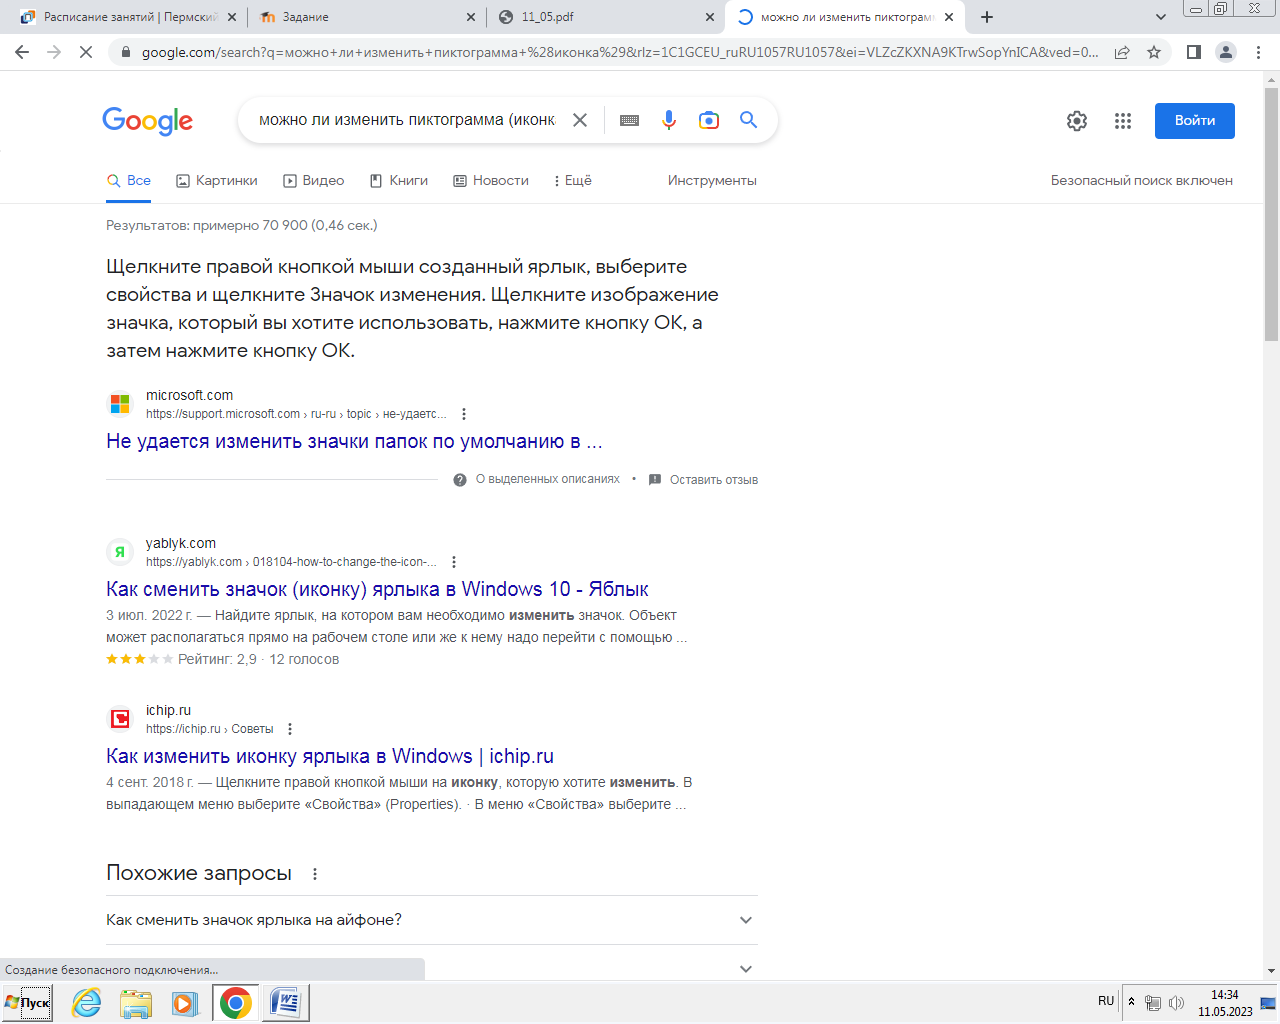 Расписание занятий | Пермский
Задание
11_05.pdf
можно ли изменить пиктограмм
google.com/search?q=можно+ли+изменить+пиктограмма+%28иконка%29&rlz=1C1GCEU_ruRU1057RU1057&ei=VLZcZKXNA9KTrwSopYnICA&ved=0...
Google
можно ли изменить пиктограмма (иконк
Войти
Все
Картинки
Видео
Книги
Новости
Ещё
Инструменты
Безопасный поиск включен
Результатов: примерно 70 900 (0,46 сек.)
Щелкните правой кнопкой мыши созданный ярлык, выберите
свойства и щелкните Значок изменения. Щелкните изображение
значка, который вы хотите использовать, нажмите кнопку ОК, а
затем нажмите кнопку ОК.
microsoft.com
https://support.microsoft.com › ru-ru › topic › не-удаетс...
Не удается изменить значки папок по умолчанию в ...
О выделенных описаниях
•
Оставить отзыв
yablyk.com
https://yablyk.com › 018104-how-to-change-the-icon-...
Как сменить значок (иконку) ярлыка в Windows 10 - Яблык
3 июл. 2022 г. — Найдите ярлык, на котором вам необходимо изменить значок. Объект
может располагаться прямо на рабочем столе или же к нему надо перейти с помощью ...
Рейтинг: 2,9 · 12 голосов
ichip.ru
https://ichip.ru › Советы
Как изменить иконку ярлыка в Windows | ichip.ru
4 сент. 2018 г. — Щелкните правой кнопкой мыши на иконку, которую хотите изменить. В
выпадающем меню выберите «Свойства» (Properties). · В меню «Свойства» выберите ...
Похожие запросы
Как сменить значок ярлыка на айфоне?
Создание безопасного подключения...
Пуск
RU
14:34
11.05.2023